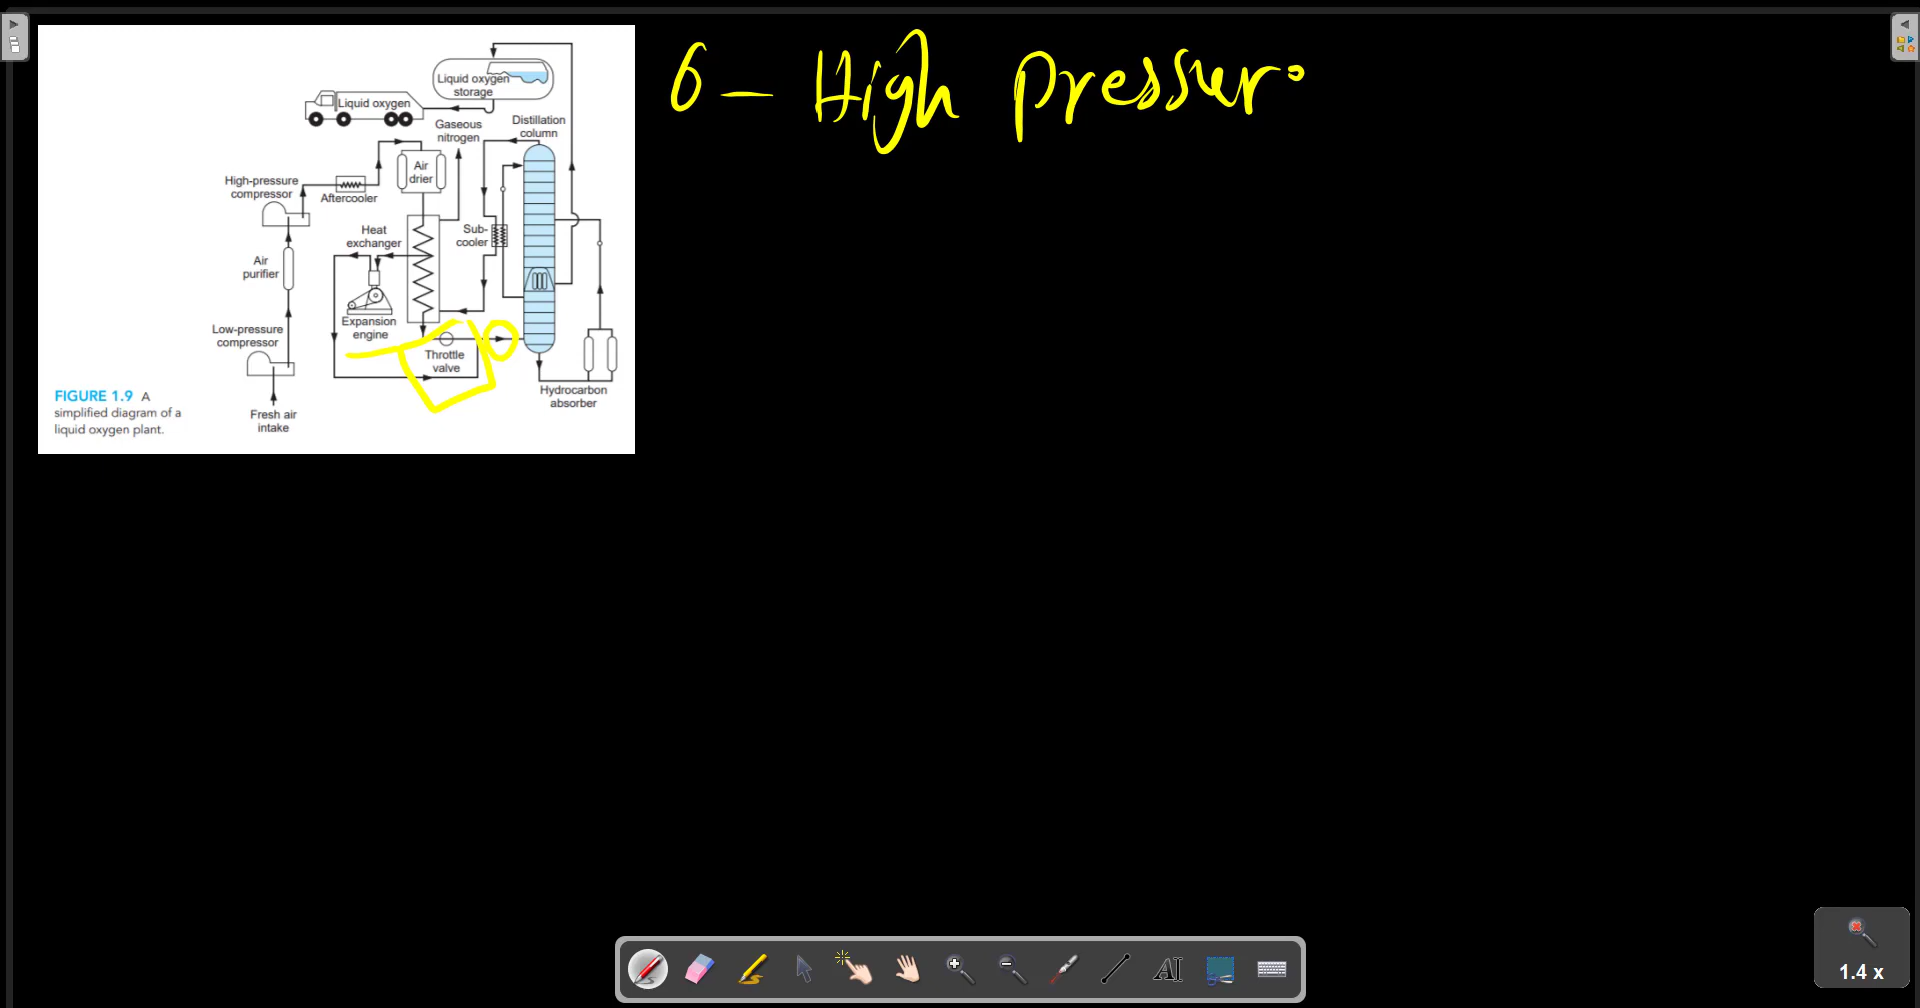 6 - High Pressur
Liquid oxygen
storage
Liquid oxygen
Gaseous
nitrogen
Distillation
column
Air
drier
High-pressure
compressor
Aftercooler
Heat
exchanger
Sub-
cooler
Air
purifier
Expansion
engine
Low-pressure
compressor
Throttle
valve
Hydrocarbon
absorber
FIGURE 1.9 A
simplified diagram of a
liquid oxygen plant.
Fresh air
intake
AI
1.4 x